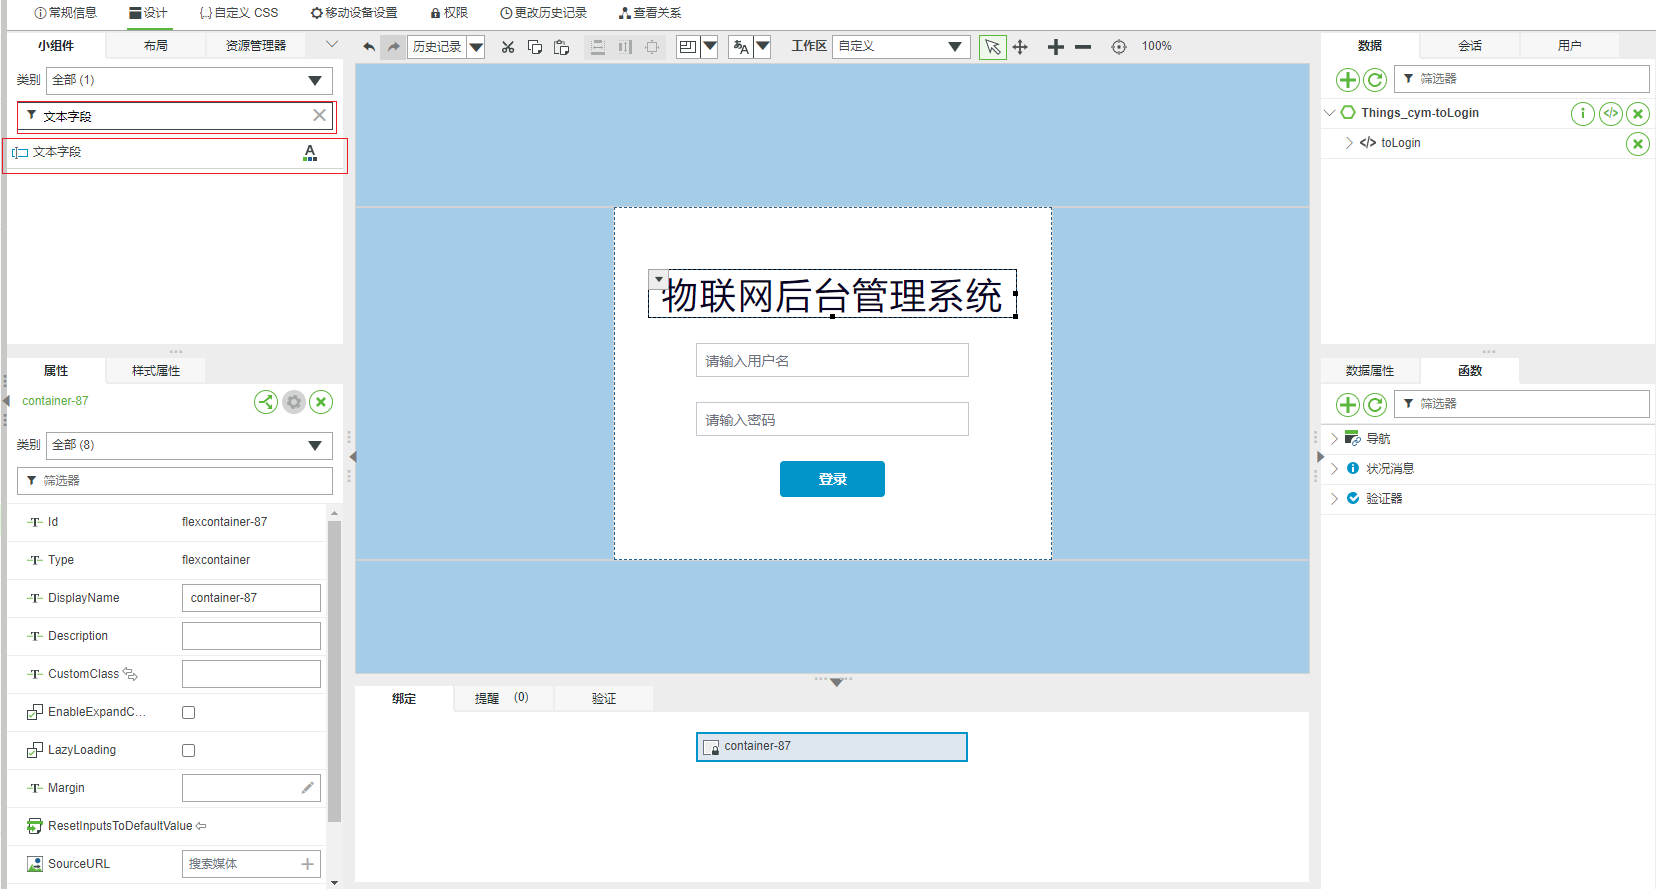 常规信息 设计 {..}自定义 CSS 移动设备设置 权限 更改历史记录 查看关系
小组件 布局 资源管理器
历史记录 工作区 自定义 100%
数据 会话 用户
类别 全部 (1)
文本字段
文本字段
筛选器
Things_cym-toLogin
toLogin
物联网后台管理系统
请输入用户名
请输入密码
登录
属性 样式属性
container-87
类别 全部 (8)
筛选器
Id flexcontainer-87
Type flexcontainer
DisplayName container-87
Description
CustomClass
EnableExpandC...
LazyLoading
Margin
ResetInputsToDefaultValue
SourceURL 搜索媒体
绑定 提醒 (0) 验证
container-87
数据属性 函数
筛选器
导航
状况消息
验证器